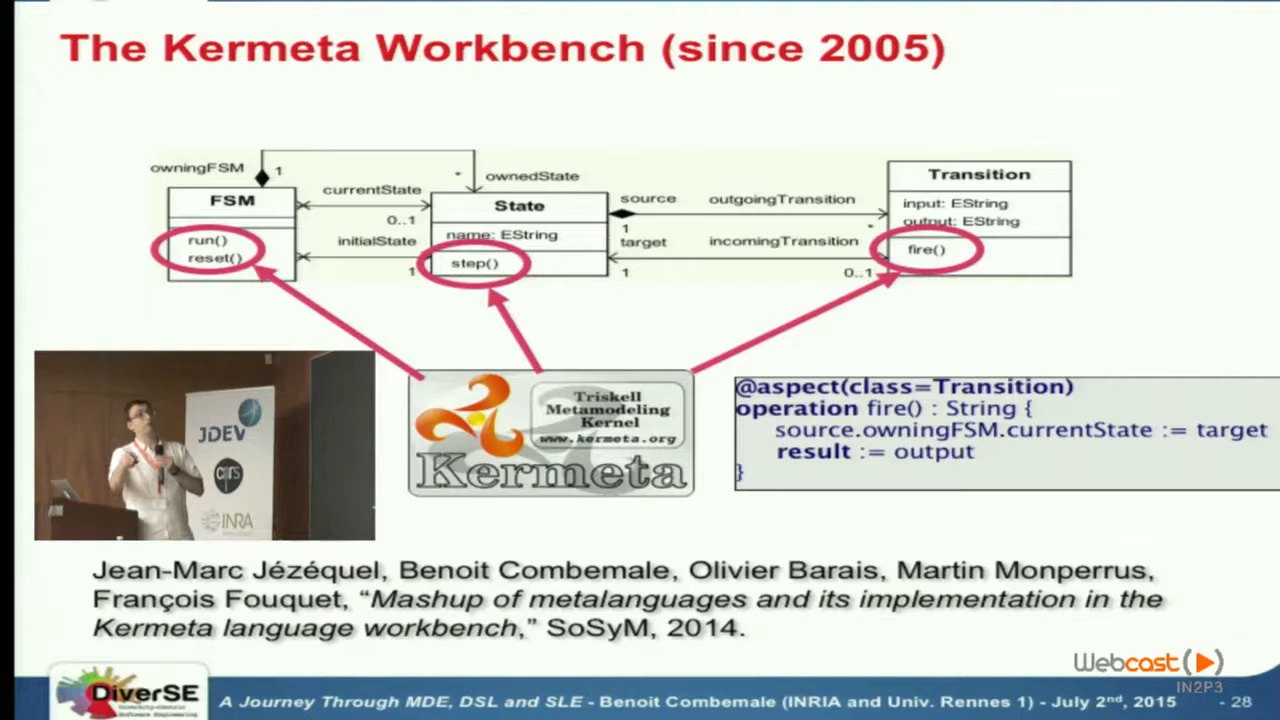 The Kermeta Workbench (since 2005)
owningFSM
1
*
ownedState
FSM
currentState
0..1
initialState
1
run()
reset()
State
name: EString
step()
source
1
target
1
outgoingTransition
*
incomingTransition
0..1
Transition
input: EString
output: EString
fire()
Triskell
Metamodeling
Kernel
www.kermeta.org
Kermeta
@aspect(class=Transition)
operation fire() : String {
source.owningFSM.currentState := target
result := output
}
JDEV
cnrs
INRA
Jean-Marc Jézéquel, Benoit Combemale, Olivier Barais, Martin Monperrus,
François Fouquet, “Mashup of metalanguages and its implementation in the
Kermeta language workbench,” SoSyM, 2014.
Webcast
IN2P3
DiverSE
A Journey Through MDE, DSL and SLE - Benoit Combemale (INRIA and Univ. Rennes 1) - July 2nd, 2015
- 28